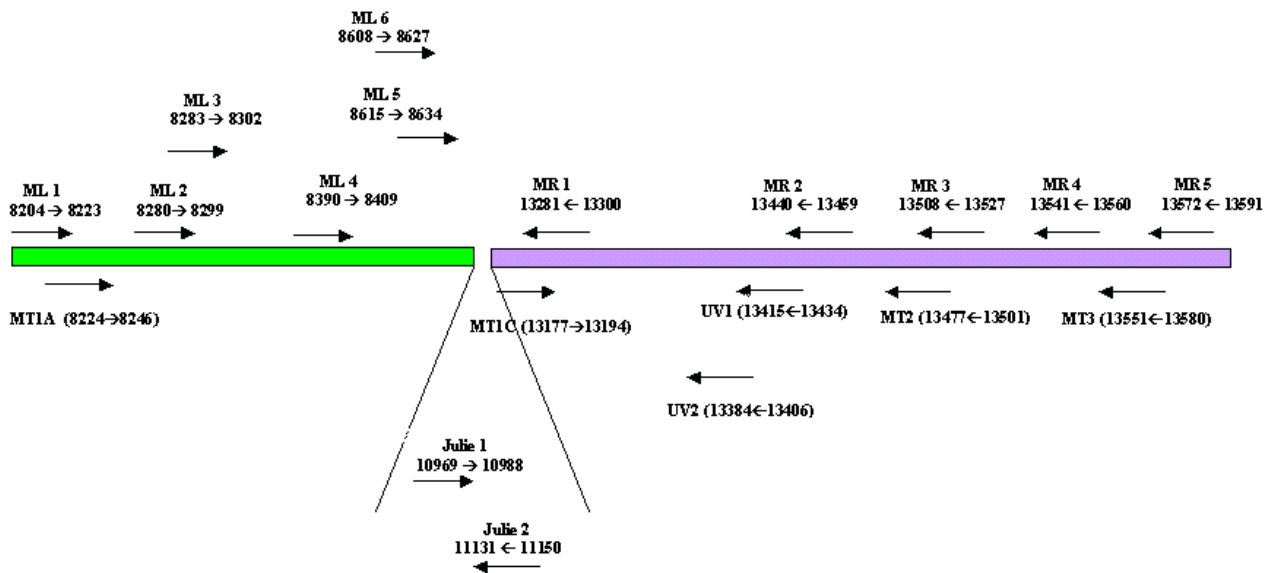 ML 6
8608 → 8627
ML 3
8283 → 8302
ML 5
8615 → 8634
ML 1
8204 → 8223
ML 2
8280 → 8299
ML 4
8390 → 8409
MR 1
13281 ← 13300
MR 2
13440 ← 13459
MR 3
13508 ← 13527
MR 4
13541 ← 13560
MR 5
13572 ← 13591
MT1A (8224→8246)
MT1C (13177→13194)
UV1 (13415←13434)
MT2 (13477←13501)
MT3 (13551←13580)
UV2 (13384←13406)
Julie 1
10969 → 10988
Julie 2
11131 ← 11150